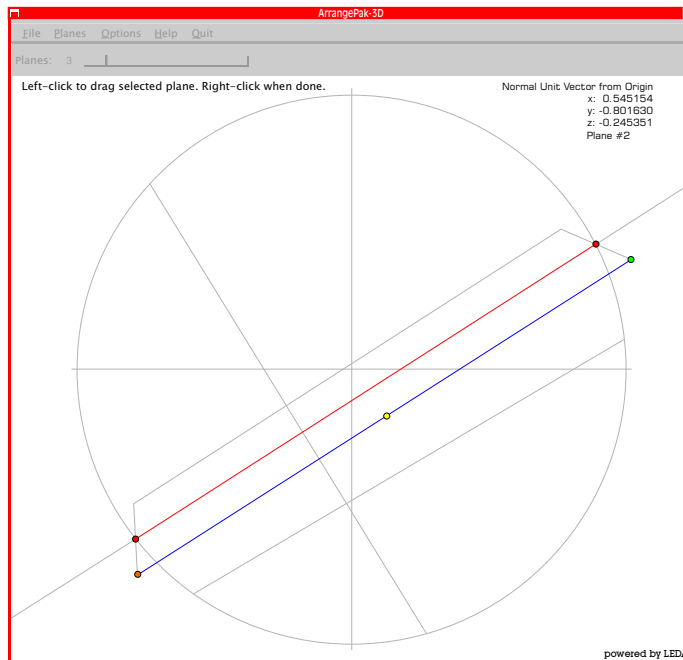 ArrangePak-3D
File Planes Options Help Quit
Planes: 3
Left-click to drag selected plane. Right-click when done.
Normal Unit Vector from Origin
x: 0.545154
y: -0.801630
z: -0.245351
Plane #2
powered by LEDA